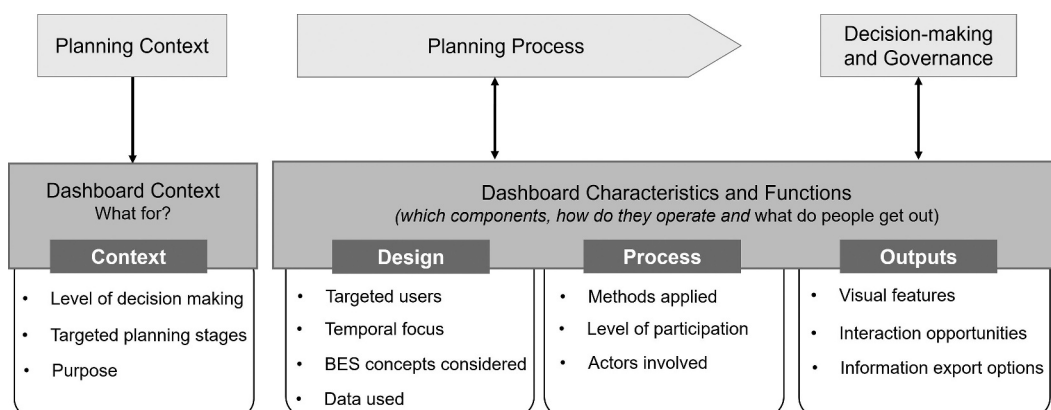 Planning Context
Planning Process
Decision-making
and Governance
Dashboard Context
What for?
Dashboard Characteristics and Functions
(which components, how do they operate and what do people get out)
Context
Design
Process
Outputs
• Level of decision making
• Targeted planning stages
• Purpose
• Targeted users
• Temporal focus
• BES concepts considered
• Data used
• Methods applied
• Level of participation
• Actors involved
• Visual features
• Interaction opportunities
• Information export options